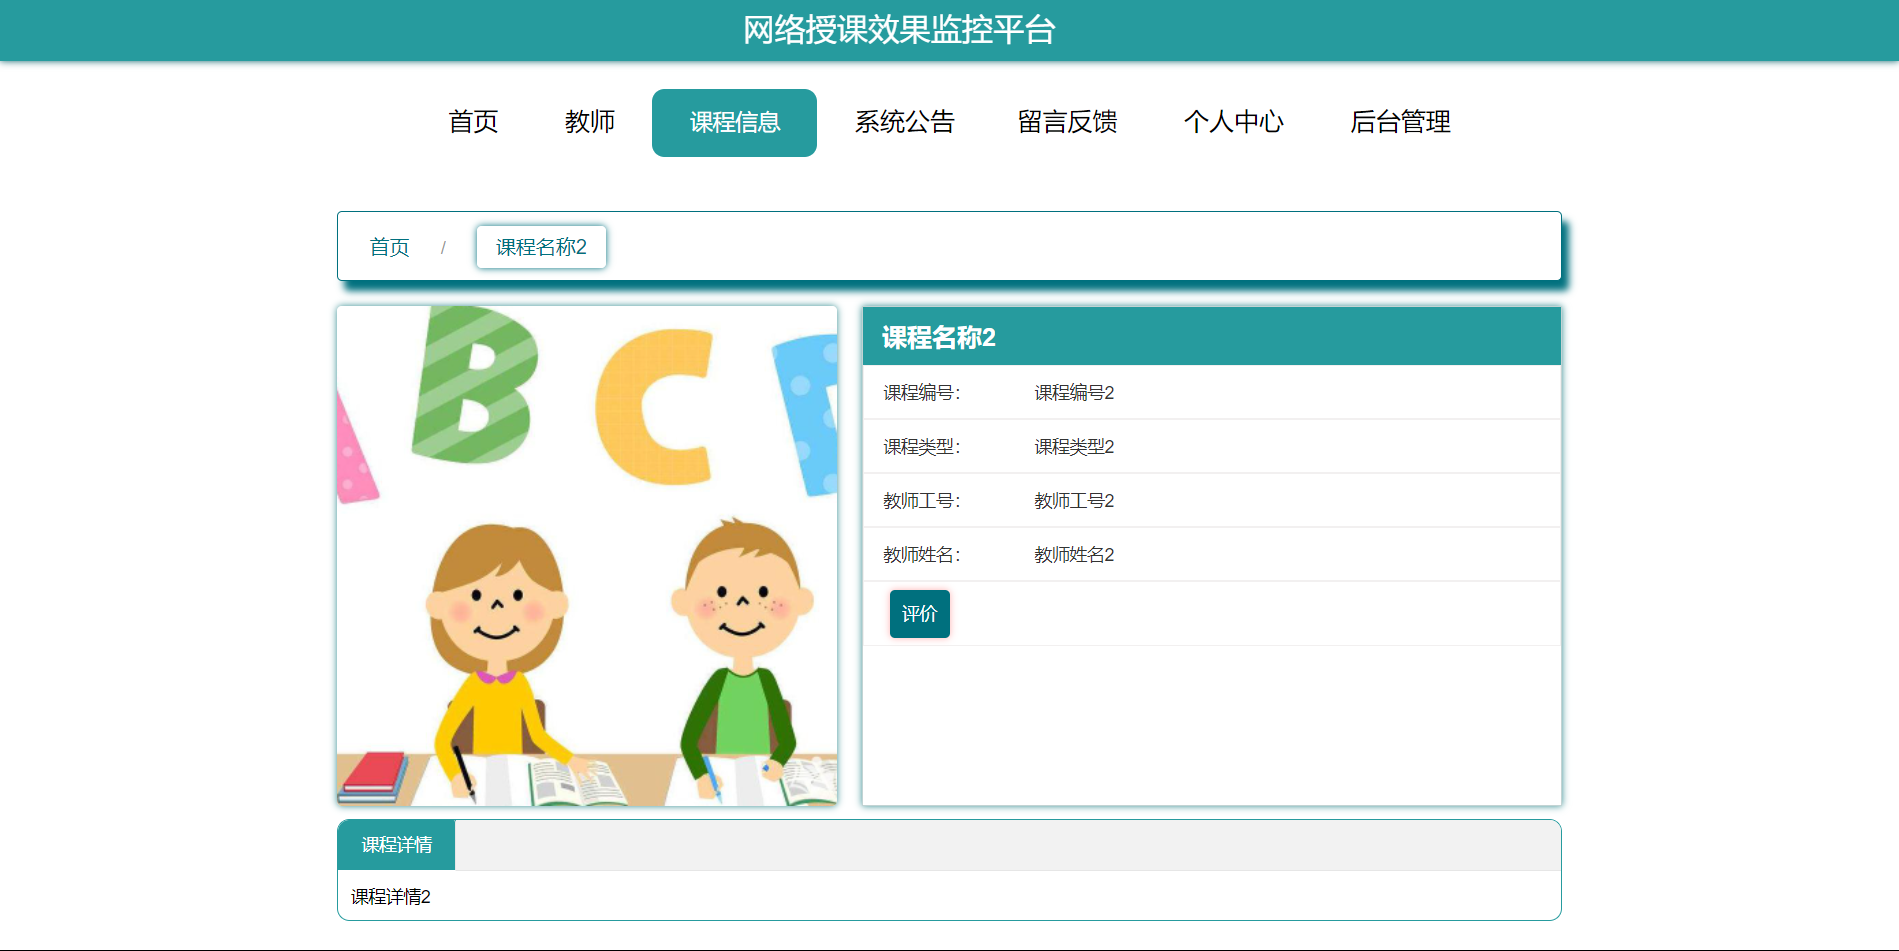 网络授课效果监控平台
首页 教师 课程信息 系统公告 留言反馈 个人中心 后台管理
首页 / 课程名称2
B C
课程名称2
课程编号： 课程编号2
课程类型： 课程类型2
教师工号： 教师工号2
教师姓名： 教师姓名2
评价
课程详情
课程详情2